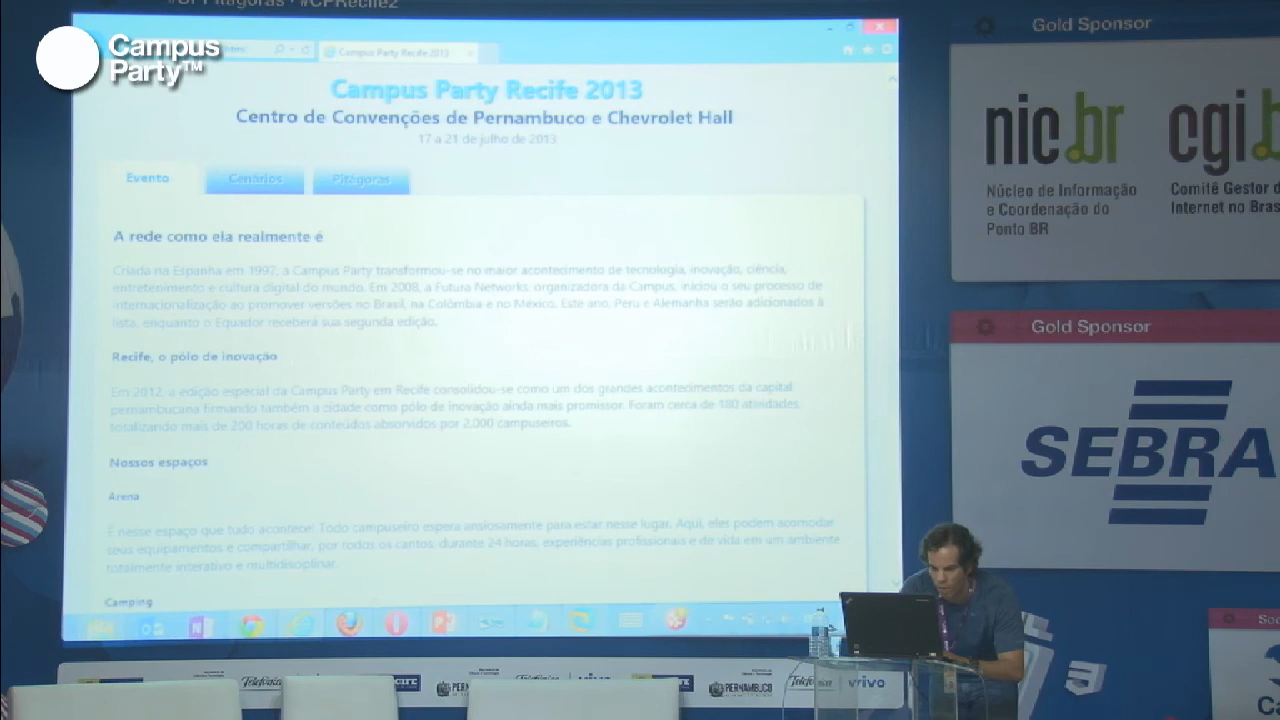 #CPPitagoras · #CPRecife2
Campus
Party™
Campus Party Recife 2013
Campus Party Recife 2013
Centro de Convenções de Pernambuco e Chevrolet Hall
17 a 21 de julho de 2013
Evento
Cenários
Pitágoras
A rede como ela realmente é
Criada na Espanha em 1997, a Campus Party transformou-se no maior acontecimento de tecnologia, inovação, ciência,
entretenimento e cultura digital do mundo. Em 2008, a Futura Networks, organizadora da Campus, iniciou o seu processo de
internacionalização ao promover versões no Brasil, na Colômbia e no México. Este ano, Peru e Alemanha serão adicionados à
lista, enquanto o Equador receberá sua segunda edição.
Recife, o pólo de inovação
Em 2012, a edição especial da Campus Party em Recife consolidou-se como um dos grandes acontecimentos da capital
pernambucana firmando também a cidade como pólo de inovação ainda mais promissor. Foram cerca de 180 atividades,
totalizando mais de 200 horas de conteúdos absorvidos por 2.000 campuseiros.
Nossos espaços
Arena
É nesse espaço que tudo acontece! Todo campuseiro espera ansiosamente para estar nesse lugar. Aqui, eles podem acomodar
seus equipamentos e compartilhar, por todos os cantos, durante 24 horas, experiências profissionais e de vida em um ambiente
totalmente interativo e multidisciplinar.
Camping
Gold Sponsor
nic.br
Núcleo de Informação
e Coordenação do
Ponto BR
cgi.b
Comitê Gestor d
Internet no Bras
Gold Sponsor
SEBRA
Telefónica
PERNAMBUCO
vivo